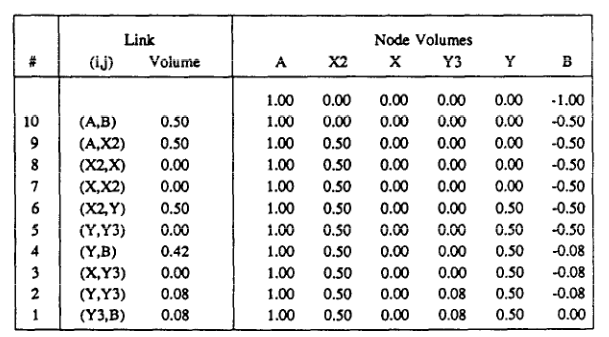 Link Node Volumes
# (i,j) Volume A X2 X Y3 Y B
1.00 0.00 0.00 0.00 0.00 -1.00
10 (A,B) 0.50 1.00 0.00 0.00 0.00 0.00 -0.50
9 (A,X2) 0.50 1.00 0.50 0.00 0.00 0.00 -0.50
8 (X2,X) 0.00 1.00 0.50 0.00 0.00 0.00 -0.50
7 (X,X2) 0.00 1.00 0.50 0.00 0.00 0.00 -0.50
6 (X2,Y) 0.50 1.00 0.50 0.00 0.00 0.50 -0.50
5 (Y,Y3) 0.00 1.00 0.50 0.00 0.00 0.50 -0.50
4 (Y,B) 0.42 1.00 0.50 0.00 0.00 0.50 -0.08
3 (X,Y3) 0.00 1.00 0.50 0.00 0.00 0.50 -0.08
2 (Y,Y3) 0.08 1.00 0.50 0.00 0.08 0.50 -0.08
1 (Y3,B) 0.08 1.00 0.50 0.00 0.08 0.50 0.00